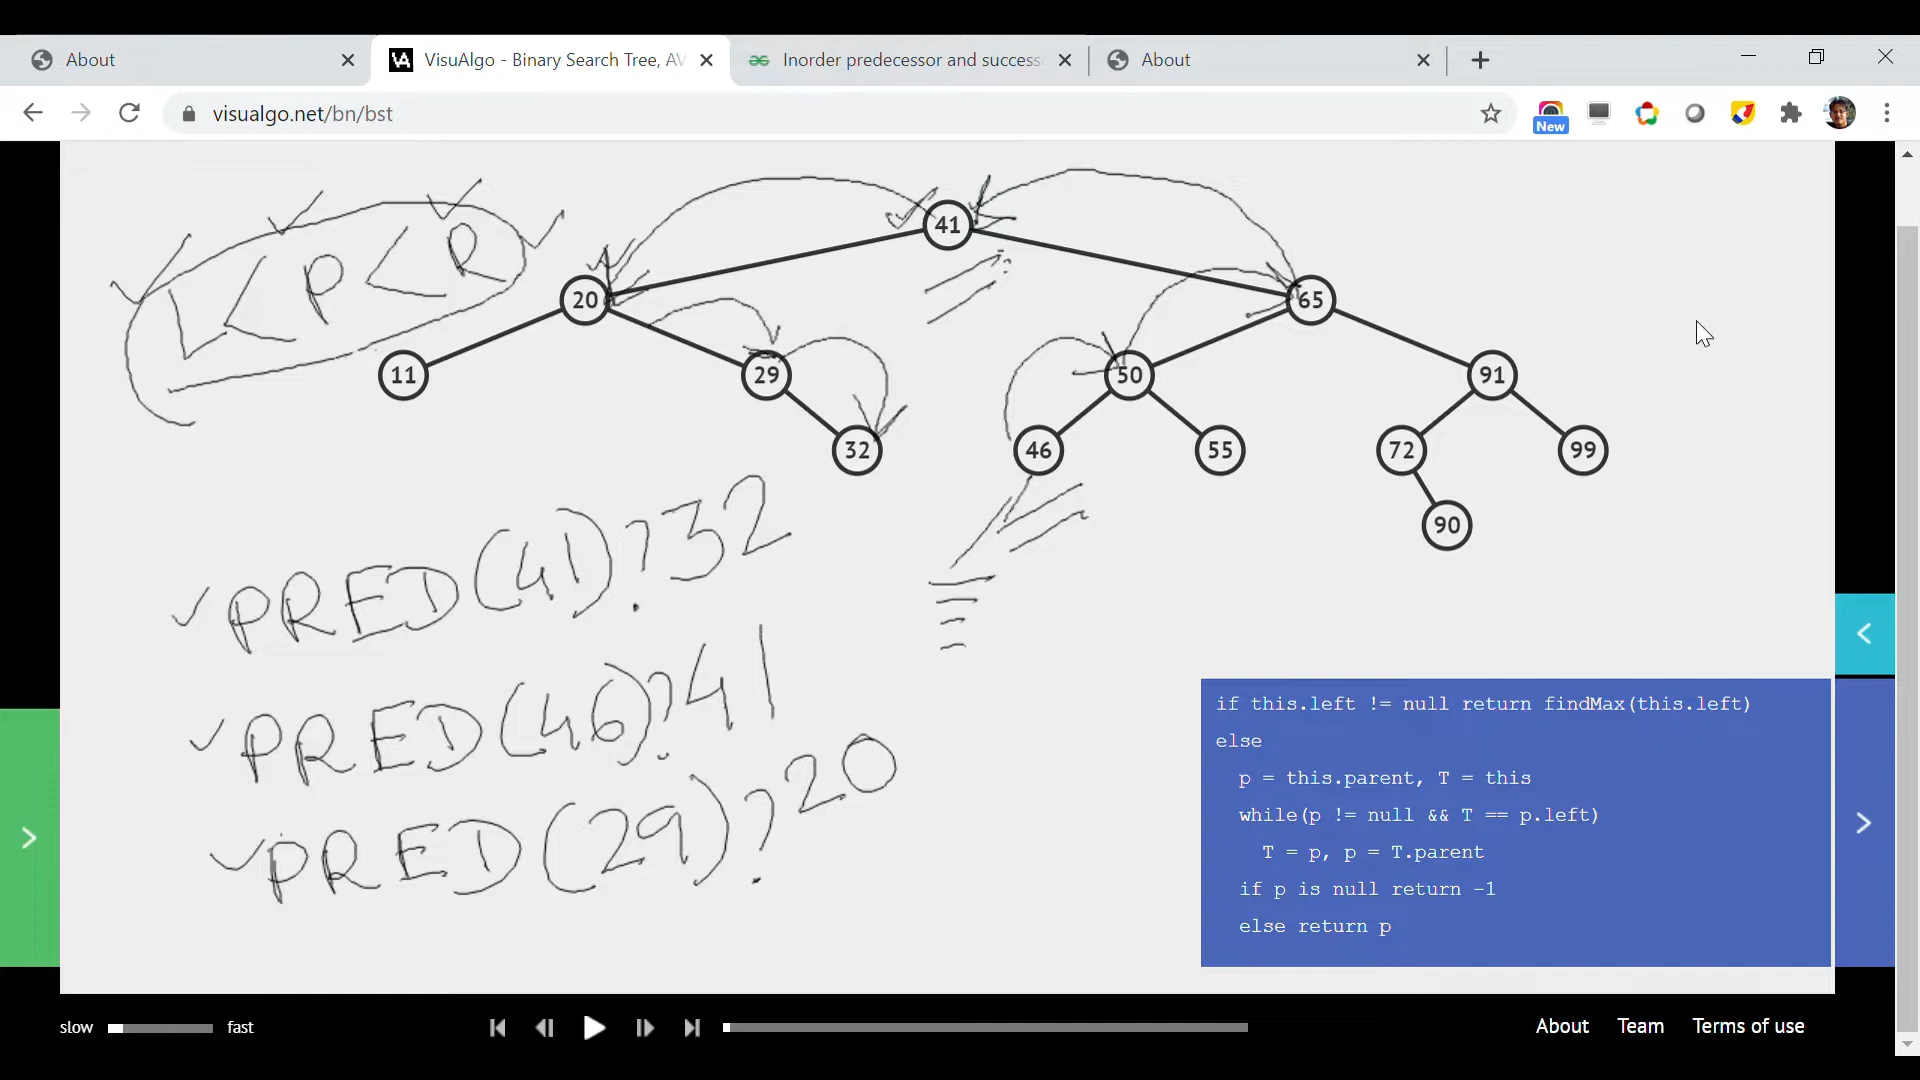 About
VisuAlgo - Binary Search Tree, AV
Inorder predecessor and success
About
visualgo.net/bn/bst
New
L < P < R
41
20
65
11
29
50
91
32
46
55
72
99
90
PRED(41)? 32
PRED(46)? 41
PRED(29)? 20
if this.left != null return findMax(this.left)
else
p = this.parent, T = this
while(p != null && T == p.left)
T = p, p = T.parent
if p is null return -1
else return p
slow
fast
About
Team
Terms of use